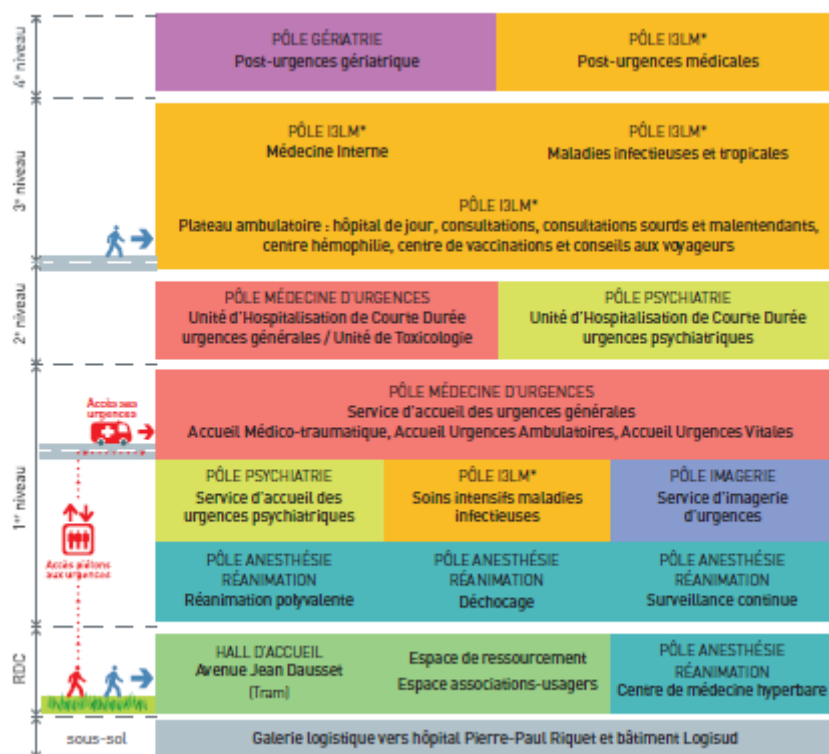 4e niveau
PÔLE GÉRIATRIE
Post-urgences gériatrique
PÔLE I3LM*
Post-urgences médicales
3e niveau
PÔLE I3LM*
Médecine Interne
PÔLE I3LM*
Maladies infectieuses et tropicales
PÔLE I3LM*
Plateau ambulatoire : hôpital de jour, consultations, consultations sourds et malentendants,
centre hémophilie, centre de vaccinations et conseils aux voyageurs
2e niveau
PÔLE MÉDECINE D'URGENCES
Unité d'Hospitalisation de Courte Durée
urgences générales / Unité de Toxicologie
PÔLE PSYCHIATRIE
Unité d'Hospitalisation de Courte Durée
urgences psychiatriques
1er niveau
Accès aux
urgences
PÔLE MÉDECINE D'URGENCES
Service d'accueil des urgences générales
Accueil Médico-traumatique, Accueil Urgences Ambulatoires, Accueil Urgences Vitales
PÔLE PSYCHIATRIE
Service d'accueil des
urgences psychiatriques
PÔLE I3LM*
Soins intensifs maladies
infectieuses
PÔLE IMAGERIE
Service d'imagerie
d'urgences
Accès piétons
aux urgences
PÔLE ANESTHÉSIE
RÉANIMATION
Réanimation polyvalente
PÔLE ANESTHÉSIE
RÉANIMATION
Déchocage
PÔLE ANESTHÉSIE
RÉANIMATION
Surveillance continue
RDC
HALL D'ACCUEIL
Avenue Jean Dausset
(Tram)
Espace de ressourcement
Espace associations-usagers
PÔLE ANESTHÉSIE
RÉANIMATION
Centre de médecine hyperbare
sous-sol
Galerie logistique vers hôpital Pierre-Paul Riquet et bâtiment Logisud